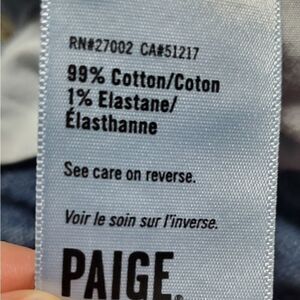 RN#27002 CA#51217
99% Cotton/Coton
1% Elastane/
Élasthanne
See care on reverse.
Voir le soin sur l'inverse.
PAIGE®